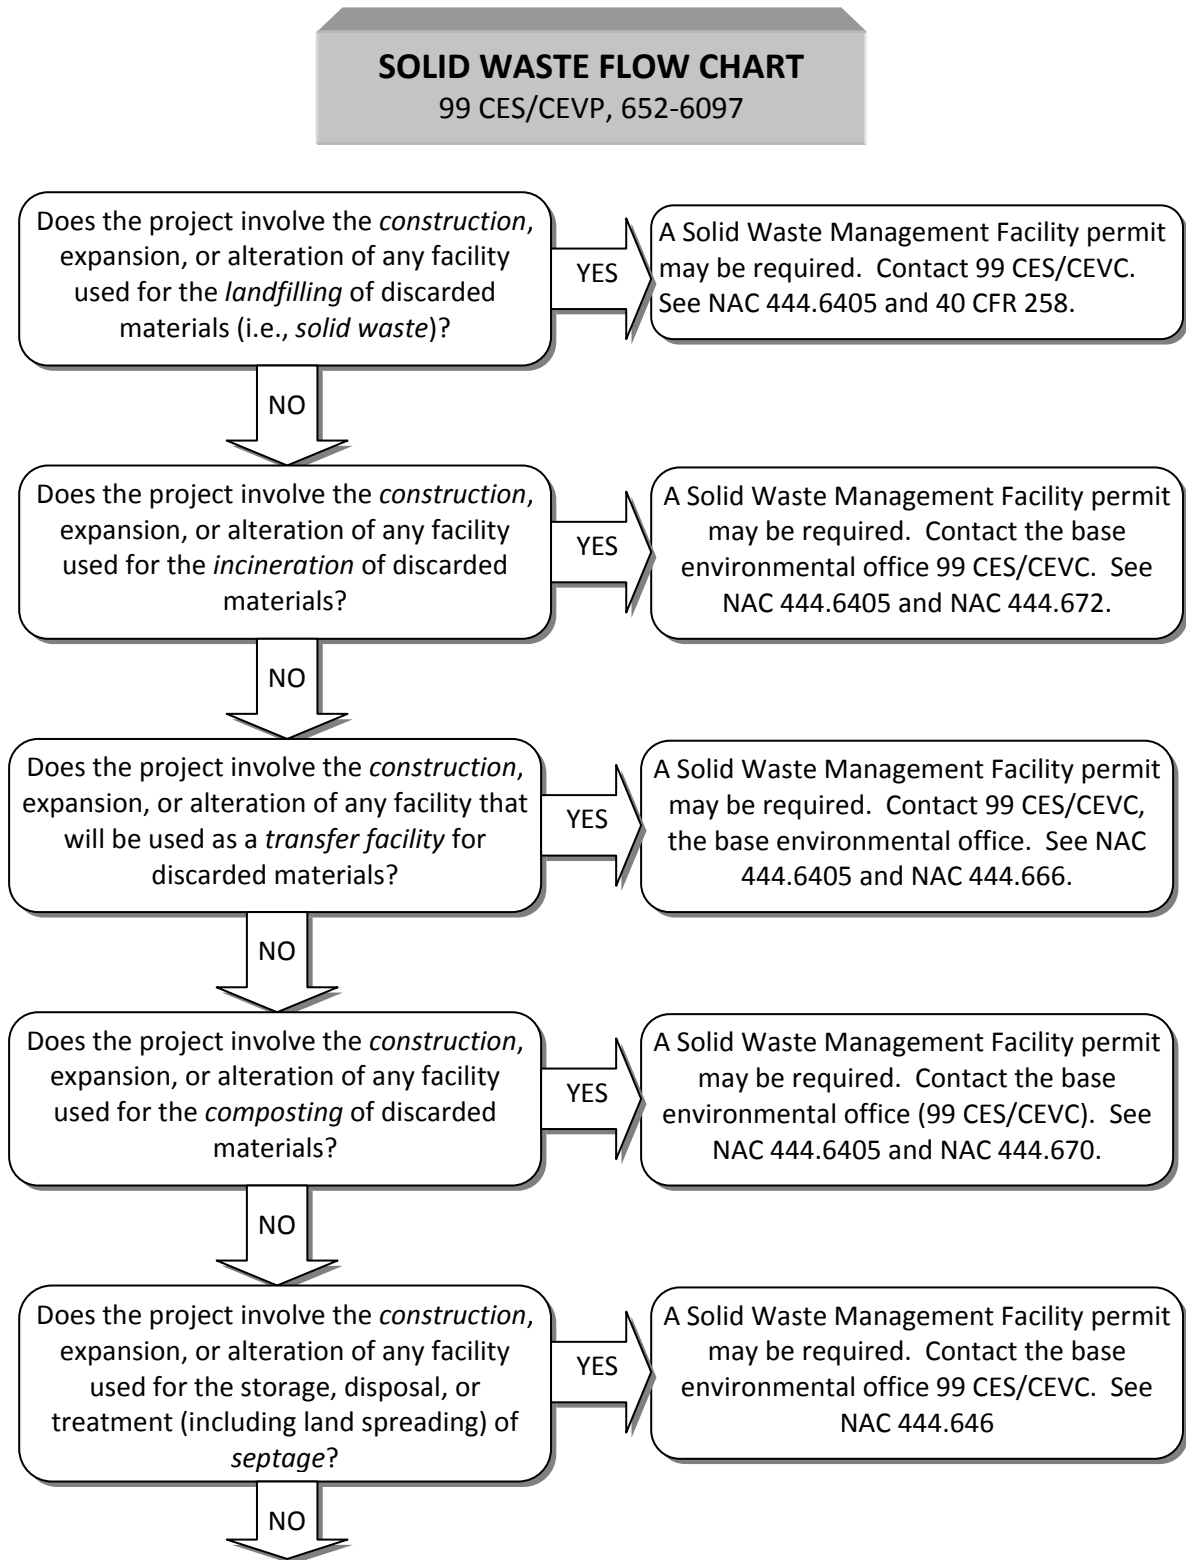 SOLID WASTE FLOW CHART
99 CES/CEVP, 652-6097
Does the project involve the construction,
expansion, or alteration of any facility
used for the landfilling of discarded
materials (i.e., solid waste)?
YES
A Solid Waste Management Facility permit
may be required.  Contact 99 CES/CEVC.
See NAC 444.6405 and 40 CFR 258.
NO
Does the project involve the construction,
expansion, or alteration of any facility
used for the incineration of discarded
materials?
YES
A Solid Waste Management Facility permit
may be required.  Contact the base
environmental office 99 CES/CEVC.  See
NAC 444.6405 and NAC 444.672.
NO
Does the project involve the construction,
expansion, or alteration of any facility that
will be used as a transfer facility for
discarded materials?
YES
A Solid Waste Management Facility permit
may be required.  Contact 99 CES/CEVC,
the base environmental office.  See NAC
444.6405 and NAC 444.666.
NO
Does the project involve the construction,
expansion, or alteration of any facility
used for the composting of discarded
materials?
YES
A Solid Waste Management Facility permit
may be required.  Contact the base
environmental office (99 CES/CEVC).  See
NAC 444.6405 and NAC 444.670.
NO
Does the project involve the construction,
expansion, or alteration of any facility
used for the storage, disposal, or
treatment (including land spreading) of
septage?
YES
A Solid Waste Management Facility permit
may be required.  Contact the base
environmental office 99 CES/CEVC.  See
NAC 444.646
NO